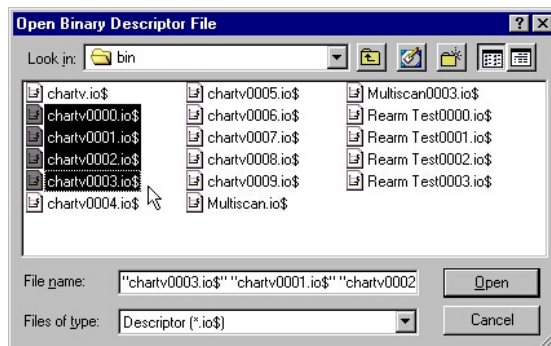 Open Binary Descriptor File
Look in: bin
chartv.io$
chartv0000.io$
chartv0001.io$
chartv0002.io$
chartv0003.io$
chartv0004.io$
chartv0005.io$
chartv0006.io$
chartv0007.io$
chartv0008.io$
chartv0009.io$
Multiscan.io$
Multiscan0003.io$
Rearm Test0000.io$
Rearm Test0001.io$
Rearm Test0002.io$
Rearm Test0003.io$
File name: "chartv0003.io$" "chartv0001.io$" "chartv0002 Open
Files of type: Descriptor (*.io$) Cancel